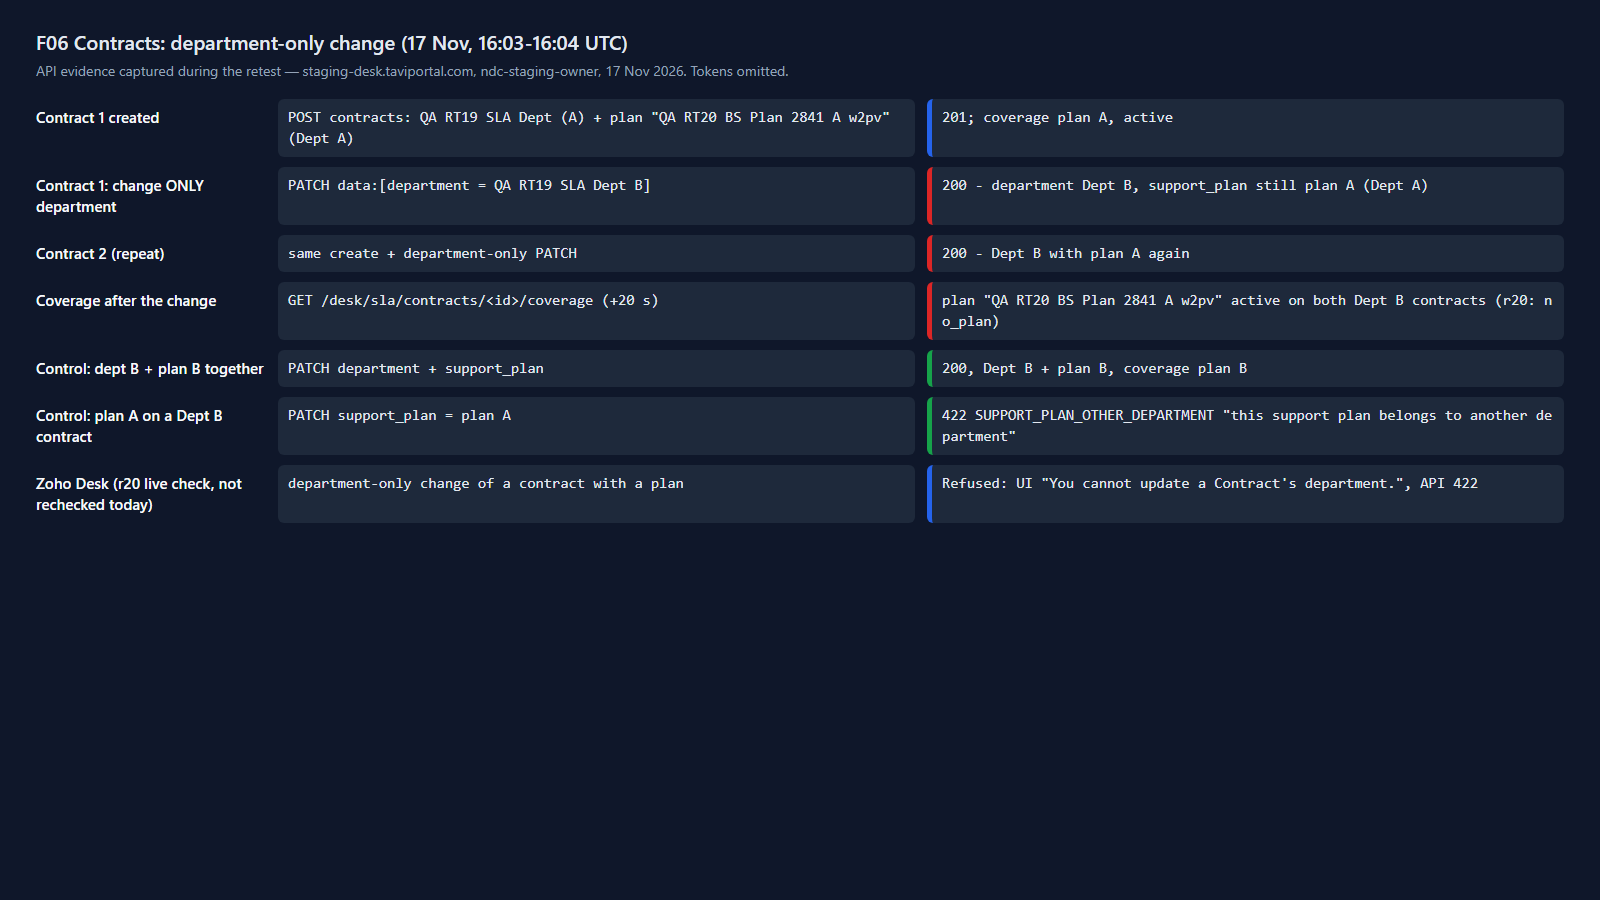 F06 Contracts: department-only change (17 Nov, 16:03-16:04 UTC)
API evidence captured during the retest — staging-desk.taviportal.com, ndc-staging-owner, 17 Nov 2026. Tokens omitted.
Contract 1 created
POST contracts: QA RT19 SLA Dept (A) + plan "QA RT20 BS Plan 2841 A w2pv"
(Dept A)
201; coverage plan A, active
Contract 1: change ONLY
department
PATCH data:[department = QA RT19 SLA Dept B]
200 - department Dept B, support_plan still plan A (Dept A)
Contract 2 (repeat)
same create + department-only PATCH
200 - Dept B with plan A again
Coverage after the change
GET /desk/sla/contracts/<id>/coverage (+20 s)
plan "QA RT20 BS Plan 2841 A w2pv" active on both Dept B contracts (r20: n
o_plan)
Control: dept B + plan B together
PATCH department + support_plan
200, Dept B + plan B, coverage plan B
Control: plan A on a Dept B
contract
PATCH support_plan = plan A
422 SUPPORT_PLAN_OTHER_DEPARTMENT "this support plan belongs to another de
partment"
Zoho Desk (r20 live check, not
rechecked today)
department-only change of a contract with a plan
Refused: UI "You cannot update a Contract's department.", API 422